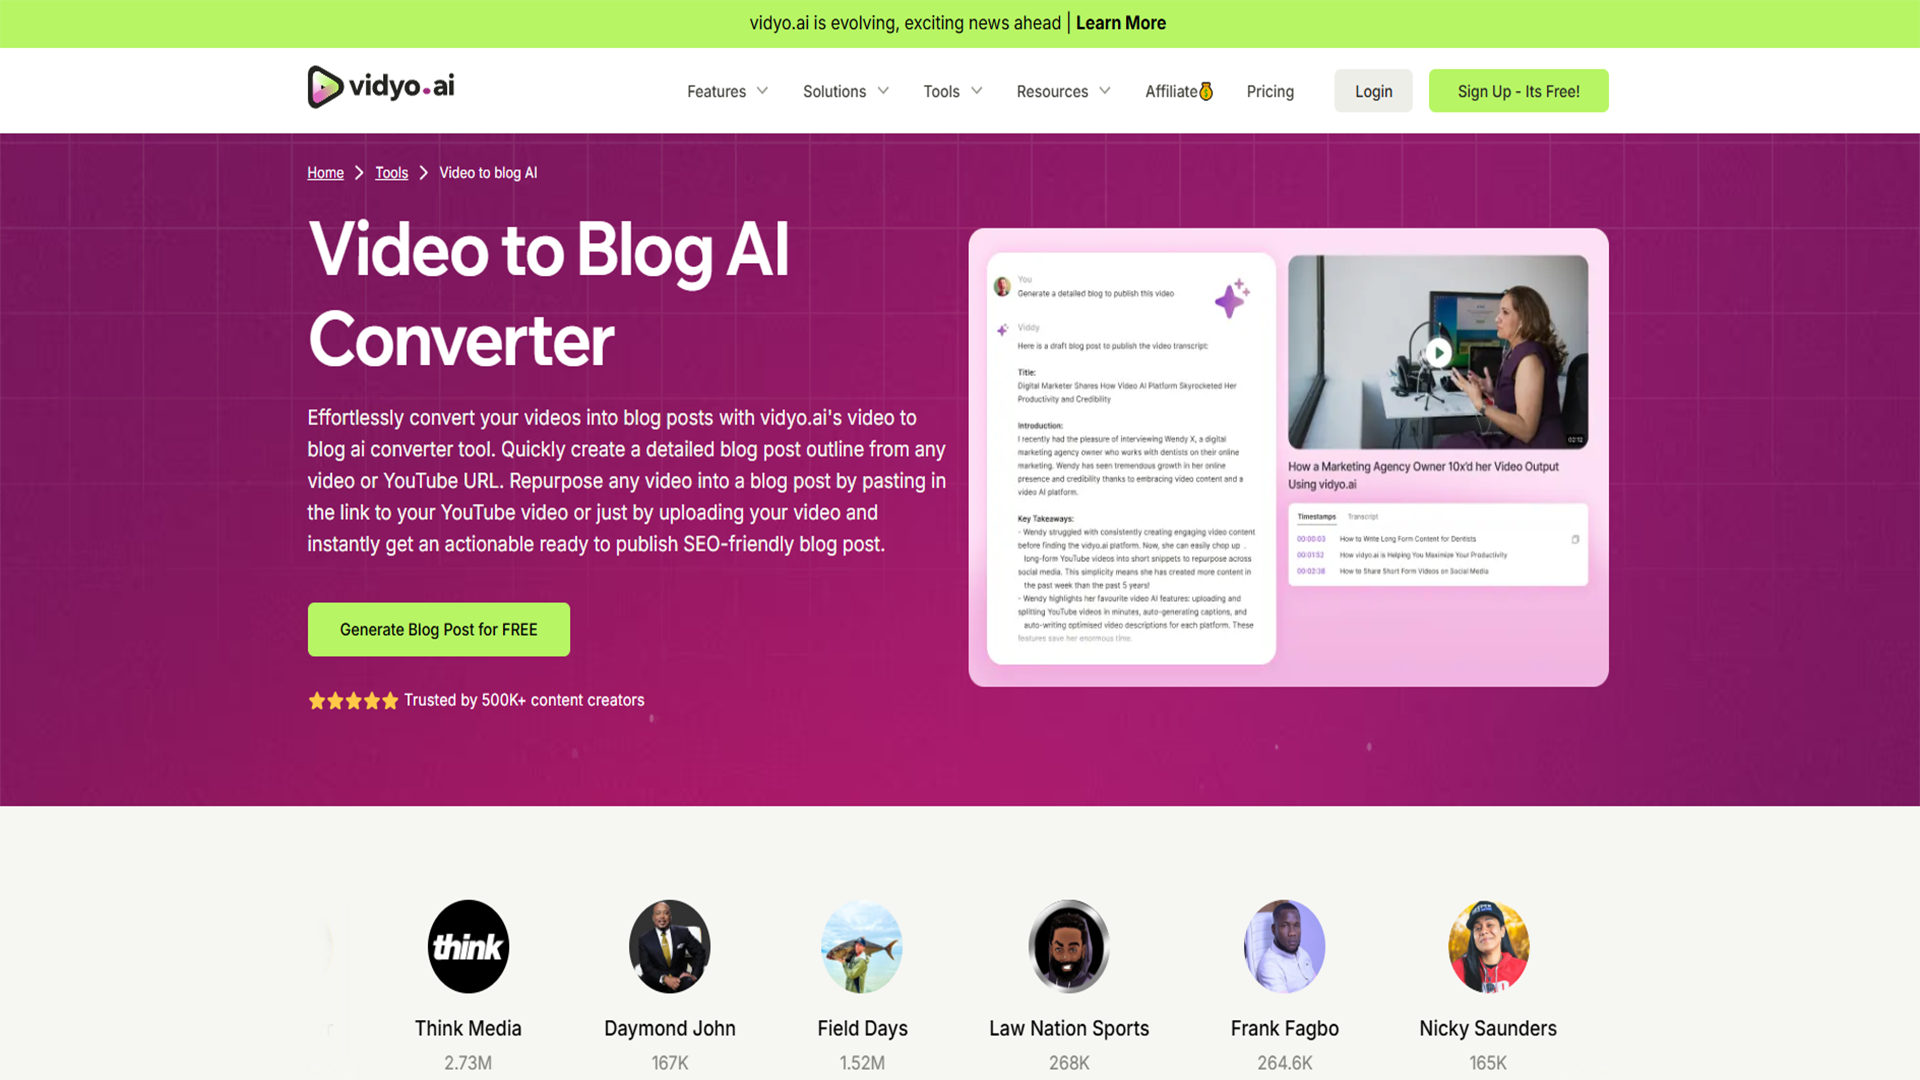 vidyo.ai is evolving, exciting news ahead | Learn More
vidyo.ai
Features
Solutions
Tools
Resources
Affiliate
Pricing
Login
Sign Up - Its Free!
Home > Tools > Video to blog AI
Video to Blog AI
Converter
Effortlessly convert your videos into blog posts with vidyo.ai's video to
blog ai converter tool. Quickly create a detailed blog post outline from any
video or YouTube URL. Repurpose any video into a blog post by pasting in
the link to your YouTube video or just by uploading your video and
instantly get an actionable ready to publish SEO-friendly blog post.
Generate Blog Post for FREE
Trusted by 500K+ content creators
You
Generate a detailed blog to publish this video
Viddy
Here is a draft blog post to publish the video transcript:
Title:
Digital Marketer Shares How Video AI Platform Skyrocketed Her
Productivity and Credibility
Introduction:
I recently had the pleasure of interviewing Wendy X, a digital
marketing agency owner who works with dentists on their online
marketing. Wendy has seen tremendous growth in her online
presence and credibility thanks to embracing video content and a
video AI platform.
Key Takeaways:
- Wendy struggled with consistently creating engaging video content
before finding the vidyo.ai platform. Now, she can easily chop up
long-form YouTube videos into short snippets to repurpose across
social media. This simplicity means she has created more content in
the past week than the past 5 years!
- Wendy highlights her favourite video AI features: uploading and
splitting YouTube videos in minutes, auto-generating captions, and
auto-writing optimised video descriptions for each platform. These
features save her enormous time.
02:12
How a Marketing Agency Owner 10x'd her Video Output
Using vidyo.ai
Timestamps
Transcript
00:00:03 How to Write Long Form Content for Dentists
00:01:52 How vidyo.ai is Helping You Maximize Your Productivity
00:02:38 How to Share Short Form Videos on Social Media
think
Think Media
2.73M
Daymond John
167K
Field Days
1.52M
Law Nation Sports
268K
Frank Fagbo
264.6K
Nicky Saunders
165K